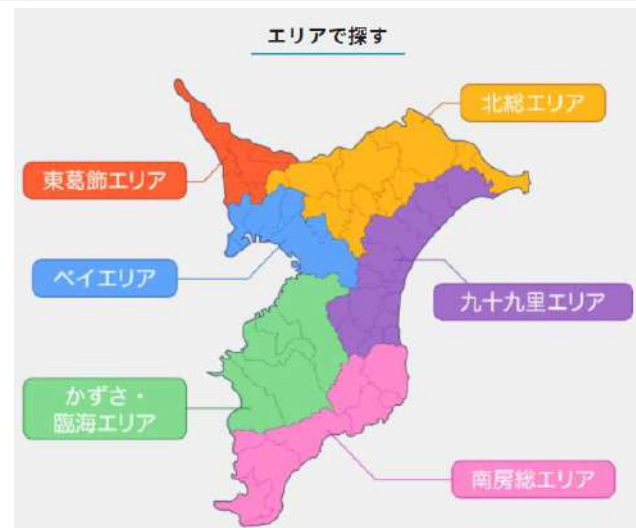 エリアで探す
北総エリア
東葛飾エリア
ベイエリア
九十九里エリア
かずさ・
臨海エリア
南房総エリア